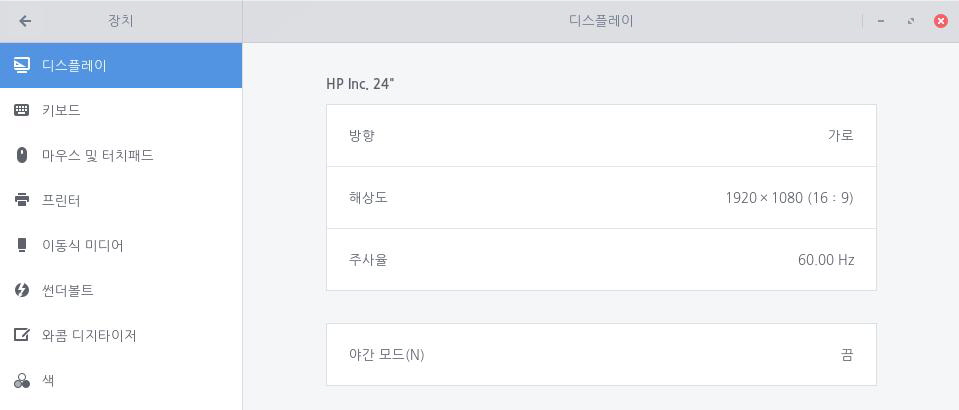 장치
디스플레이
디스플레이
키보드
마우스 및 터치패드
프린터
이동식 미디어
썬더볼트
와콤 디지타이저
색
HP Inc. 24"
방향 가로
해상도 1920 × 1080 (16 : 9)
주사율 60.00 Hz
야간 모드(N) 끔